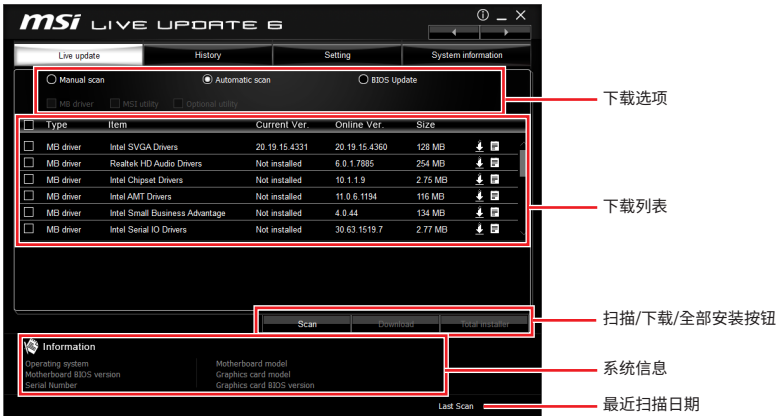 msi LIVE UPDATE 6
Live update History Setting System information
Manual scan Automatic scan BIOS Update
MB driver MSI utility Optional utility
下载选项
Type Item Current Ver. Online Ver. Size
MB driver Intel SVGA Drivers 20.19.15.4331 20.19.15.4360 128 MB
MB driver Realtek HD Audio Drivers Not installed 6.0.1.7885 254 MB
MB driver Intel Chipset Drivers Not installed 10.1.1.9 2.75 MB
MB driver Intel AMT Drivers Not installed 11.0.6.1194 116 MB
MB driver Intel Small Business Advantage Not installed 4.0.44 134 MB
MB driver Intel Serial IO Drivers Not installed 30.63.1519.7 2.77 MB
下载列表
Scan Download Total Installer
扫描/下载/全部安装按钮
Information
Operating system Motherboard model
Motherboard BIOS version Graphics card model
Serial Number Graphics card BIOS version
系统信息
Last Scan
最近扫描日期